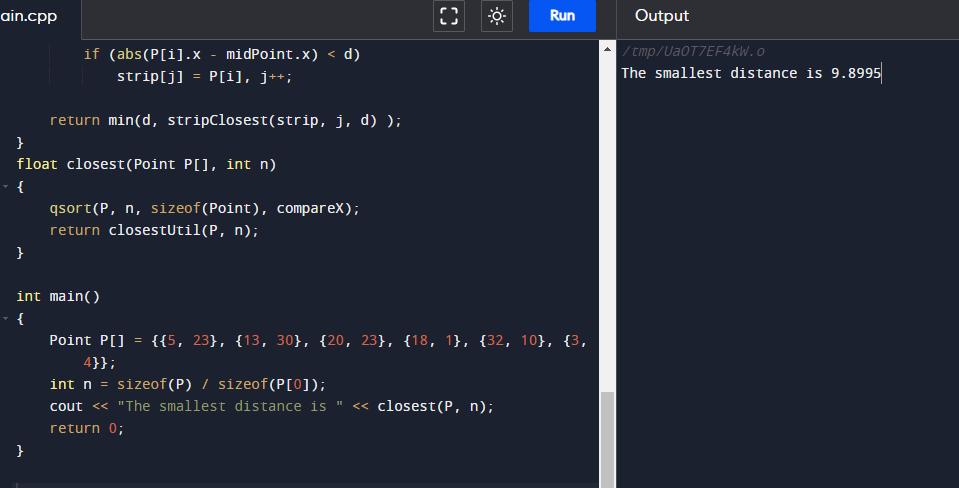 ain.cpp
Run
Output
if (abs(P[i].x - midPoint.x) < d)
strip[j] = P[i], j++;
return min(d, stripClosest(strip, j, d) );
}
float closest(Point P[], int n)
{
qsort(P, n, sizeof(Point), compareX);
return closestUtil(P, n);
}
int main()
{
Point P[] = {{5, 23}, {13, 30}, {20, 23}, {18, 1}, {32, 10}, {3,
4}};
int n = sizeof(P) / sizeof(P[0]);
cout << "The smallest distance is " << closest(P, n);
return 0;
}
/tmp/UaOT7EF4kW.o
The smallest distance is 9.8995